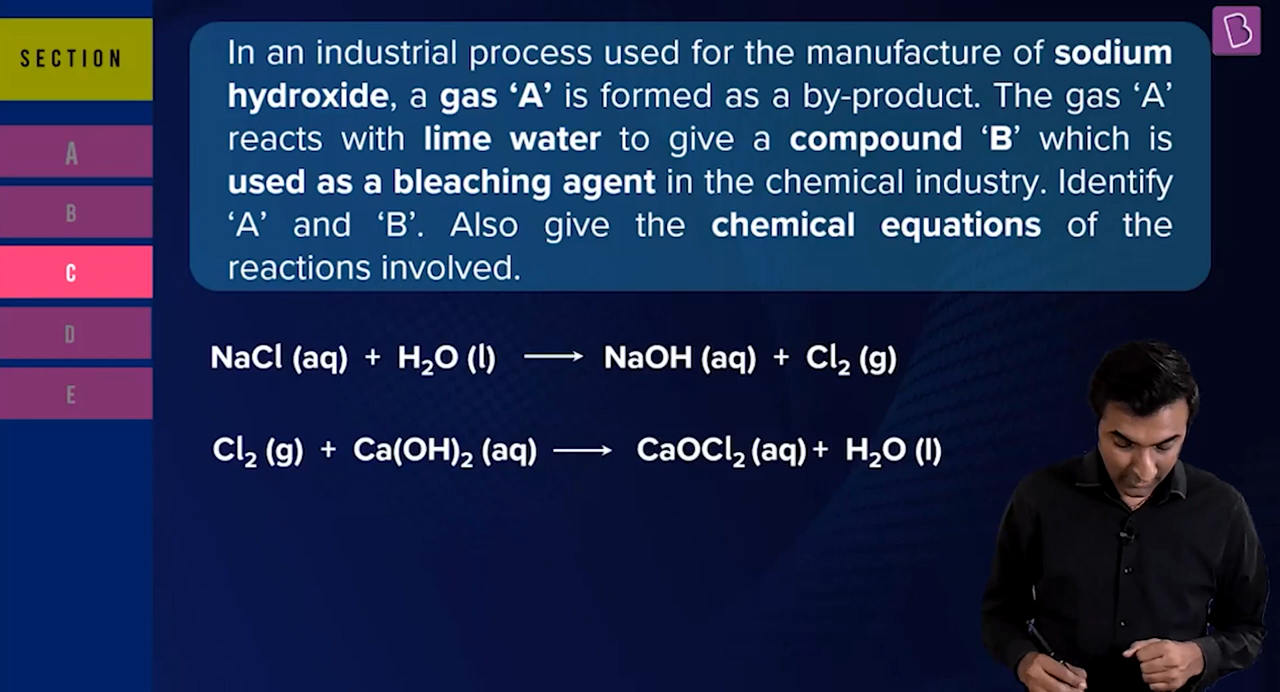 SECTION
A
B
C
D
E
In an industrial process used for the manufacture of sodium
hydroxide, a gas ‘A’ is formed as a by-product. The gas ‘A’
reacts with lime water to give a compound ‘B’ which is
used as a bleaching agent in the chemical industry. Identify
‘A’ and ‘B’. Also give the chemical equations of the
reactions involved.
NaCl (aq) + H₂O (l) ⟶ NaOH (aq) + Cl₂ (g)
Cl₂ (g) + Ca(OH)₂ (aq) ⟶ CaOCl₂ (aq) + H₂O (l)
B